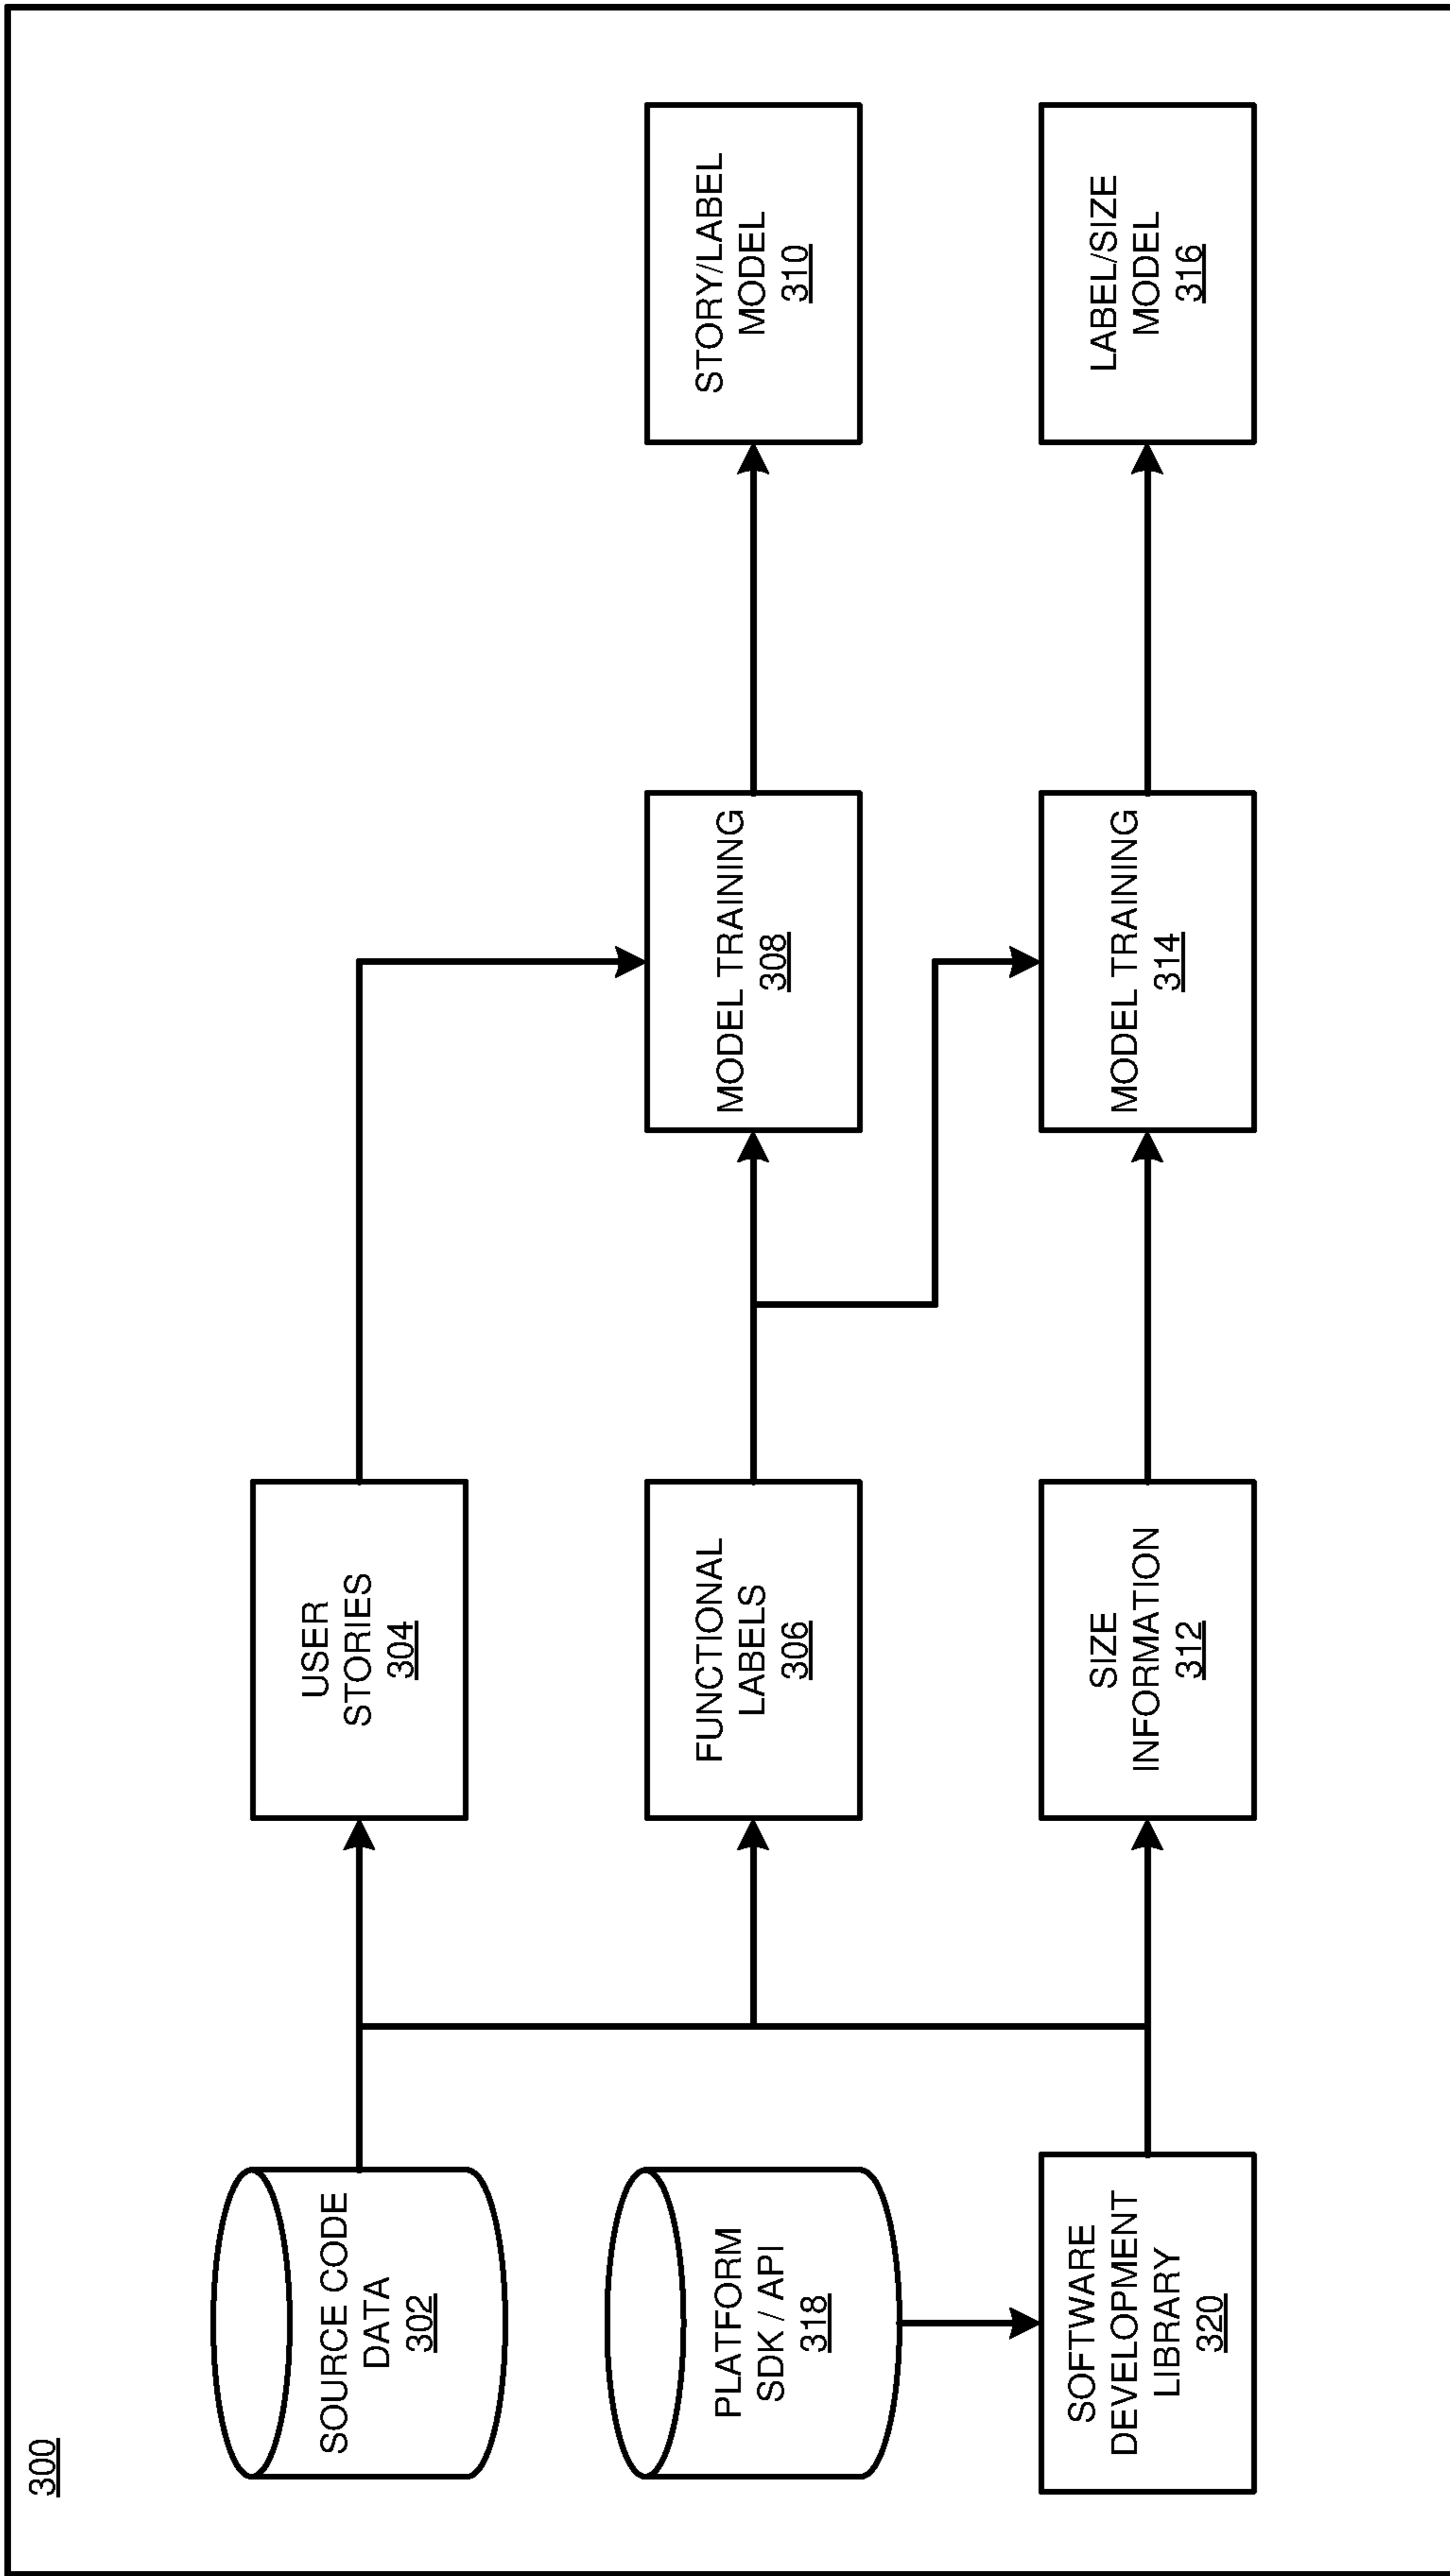 300
SOURCE CODE
DATA
302
USER
STORIES
304
PLATFORM
SDK / API
318
FUNCTIONAL
LABELS
306
MODEL TRAINING
308
STORY/LABEL
MODEL
310
SOFTWARE
DEVELOPMENT
LIBRARY
320
SIZE
INFORMATION
312
MODEL TRAINING
314
LABEL/SIZE
MODEL
316